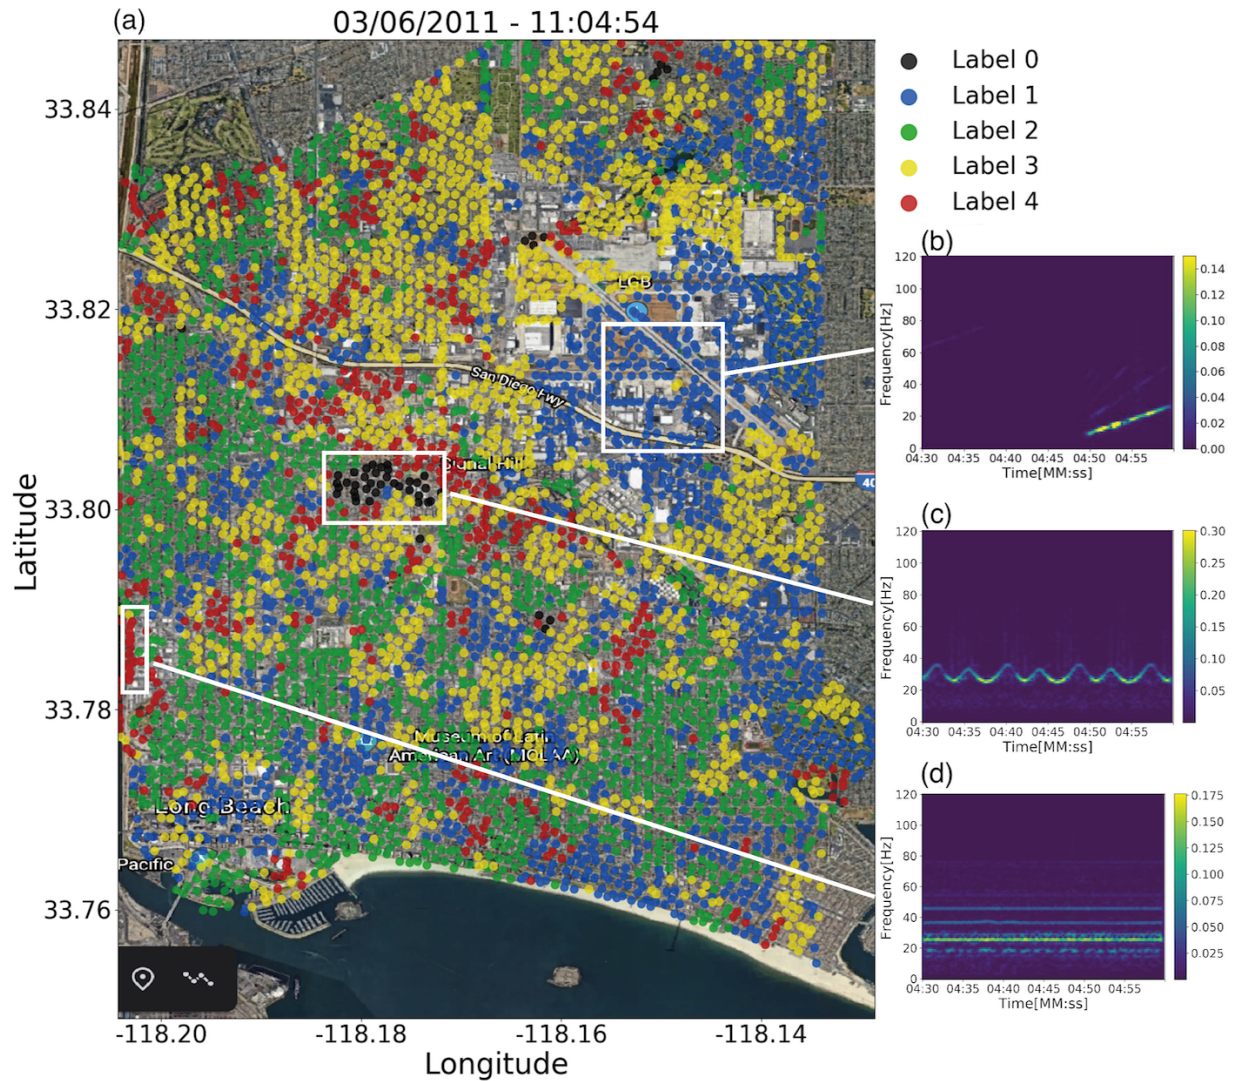 (a)
03/06/2011 - 11:04:54
Label 0
Label 1
Label 2
Label 3
Label 4
33.84
33.82
33.80
33.78
33.76
Latitude
-118.20
-118.18
-118.16
-118.14
Longitude
LGB
San Diego Fwy
Signal Hill
40
Museum of Latin
American Art (MOLAA)
Long Beach
Pacific
(b)
120
100
80
60
40
20
0
Frequency[Hz]
04:30 04:35 04:40 04:45 04:50 04:55
Time[MM:ss]
0.14
0.12
0.10
0.08
0.06
0.04
0.02
0.00
(c)
120
100
80
60
40
20
0
Frequency[Hz]
04:30 04:35 04:40 04:45 04:50 04:55
Time[MM:ss]
0.30
0.25
0.20
0.15
0.10
0.05
(d)
120
100
80
60
40
20
0
Frequency[Hz]
04:30 04:35 04:40 04:45 04:50 04:55
Time[MM:ss]
0.175
0.150
0.125
0.100
0.075
0.050
0.025